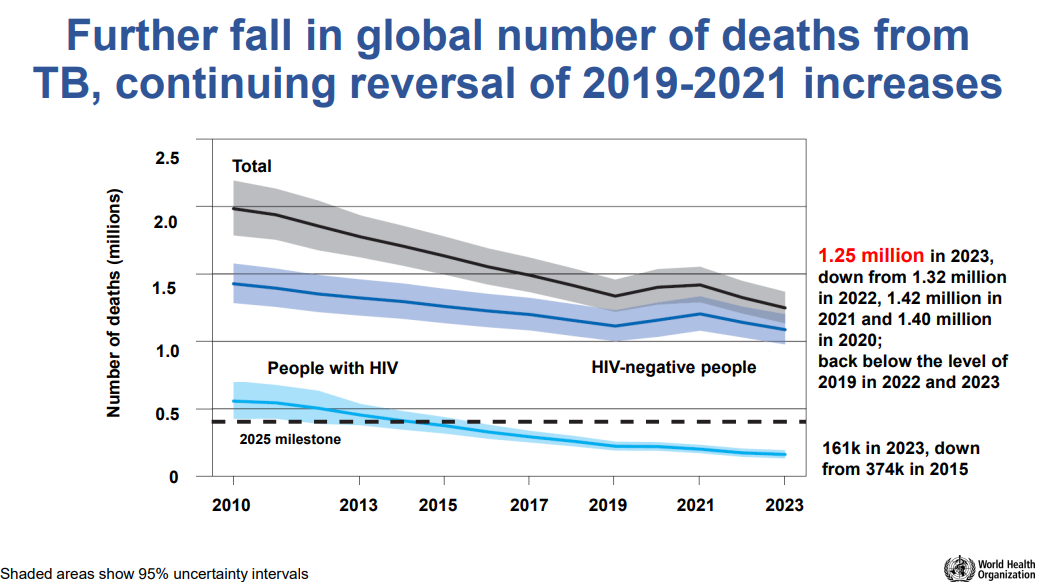 Further fall in global number of deaths from
TB, continuing reversal of 2019-2021 increases
Number of deaths (millions)
2.5
2.0
1.5
1.0
0.5
0
Total
People with HIV
HIV-negative people
2025 milestone
2010
2013
2015
2017
2019
2021
2023
1.25 million in 2023,
down from 1.32 million
in 2022, 1.42 million in
2021 and 1.40 million
in 2020;
back below the level of
2019 in 2022 and 2023
161k in 2023, down
from 374k in 2015
Shaded areas show 95% uncertainty intervals
World Health
Organization